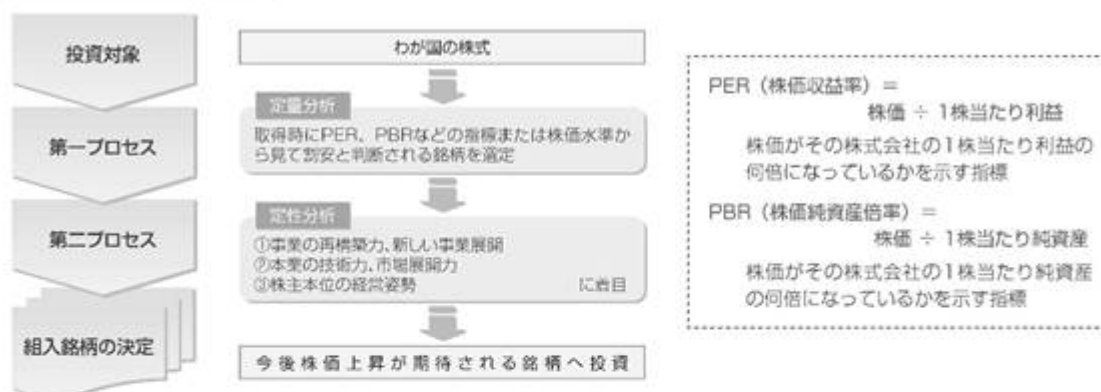 投資対象
わが国の株式
第一プロセス
定量分析
取得時にPER、PBRなどの指標または株価水準か
ら見て割安と判断される銘柄を選定
第二プロセス
定性分析
①事業の再構築力、新しい事業展開
②本業の技術力、市場展開力
③株主本位の経営姿勢 に着目
組入銘柄の決定
今後株価上昇が期待される銘柄へ投資
PER（株価収益率）＝
株価 ÷ 1株当たり利益
株価がその株式会社の1株当たり利益の
何倍になっているかを示す指標
PBR（株価純資産倍率）＝
株価 ÷ 1株当たり純資産
株価がその株式会社の1株当たり純資産
の何倍になっているかを示す指標